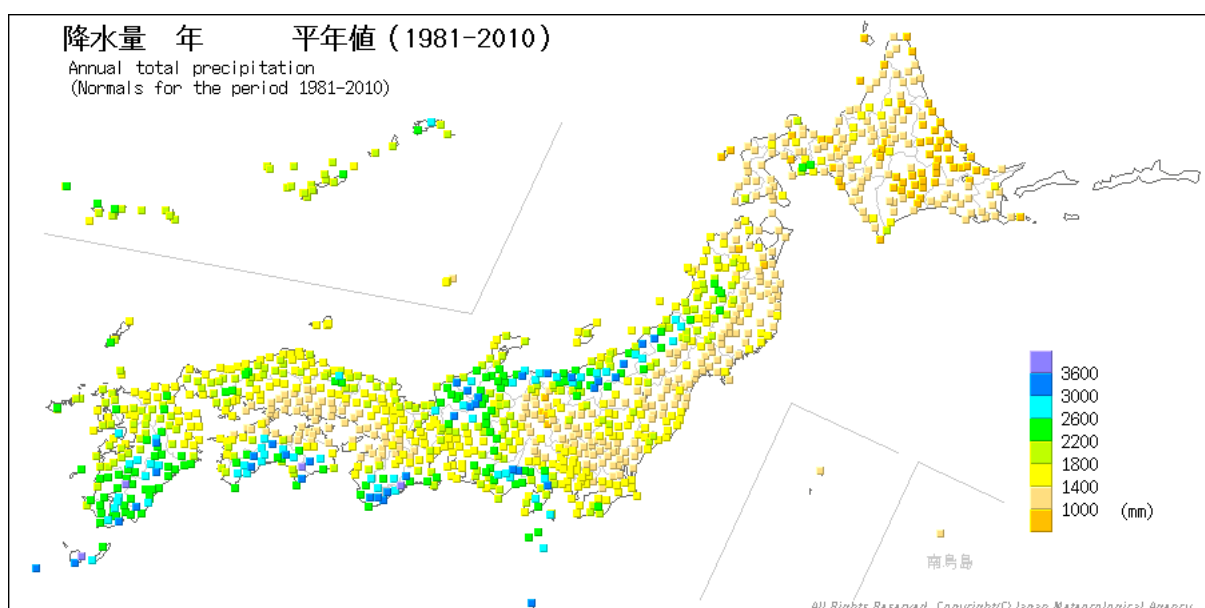 降水量　年　　　平年値（1981-2010）
Annual total precipitation
(Normals for the period 1981-2010)
3600
3000
2600
2200
1800
1400
1000 (mm)
南鳥島
All Rights Reserved. Copyright(C) Japan Meteorological Agency